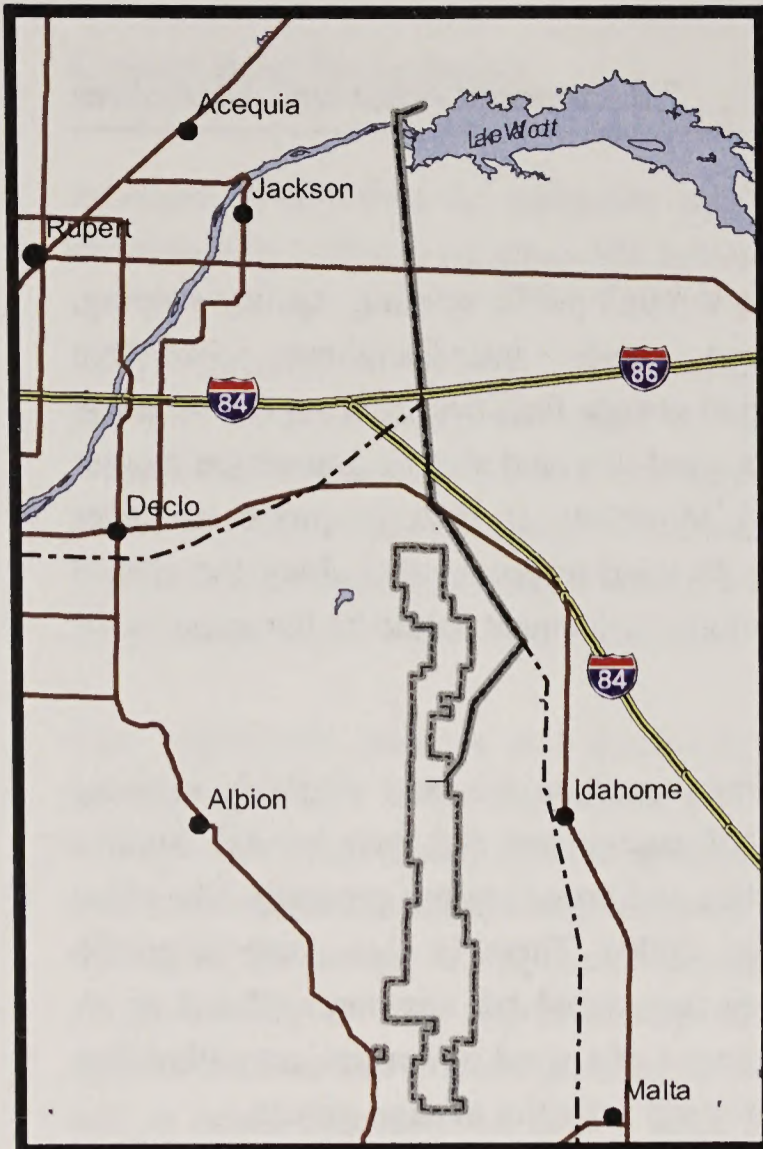 Acequia
Lake Walcott
Jackson
Rupert
86
84
Declo
84
Idahome
Albion
Malta